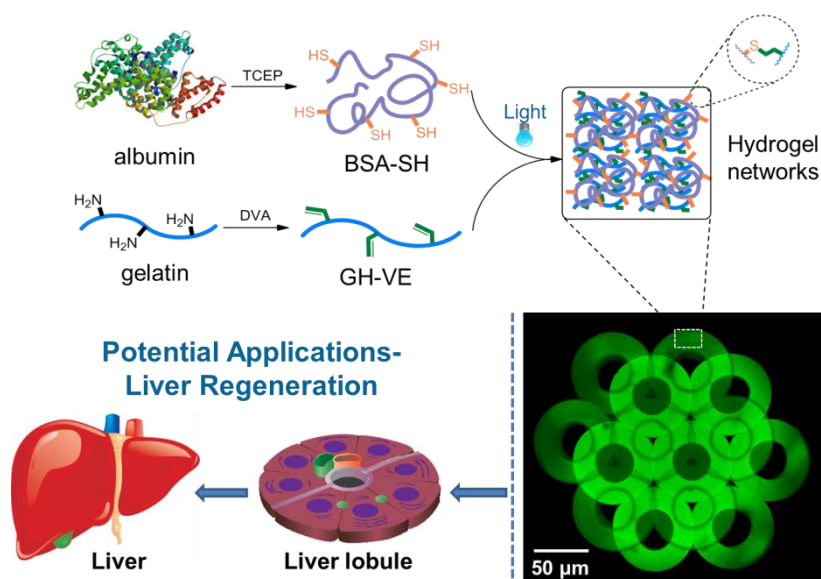 HS
SH
TCEP
HS
SH
HS
SH
SH
albumin
BSA-SH
Light
S
Hydrogel
networks
H₂N
H₂N
H₂N
DVA
gelatin
GH-VE
Potential Applications-
Liver Regeneration
Liver
Liver lobule
50 µm